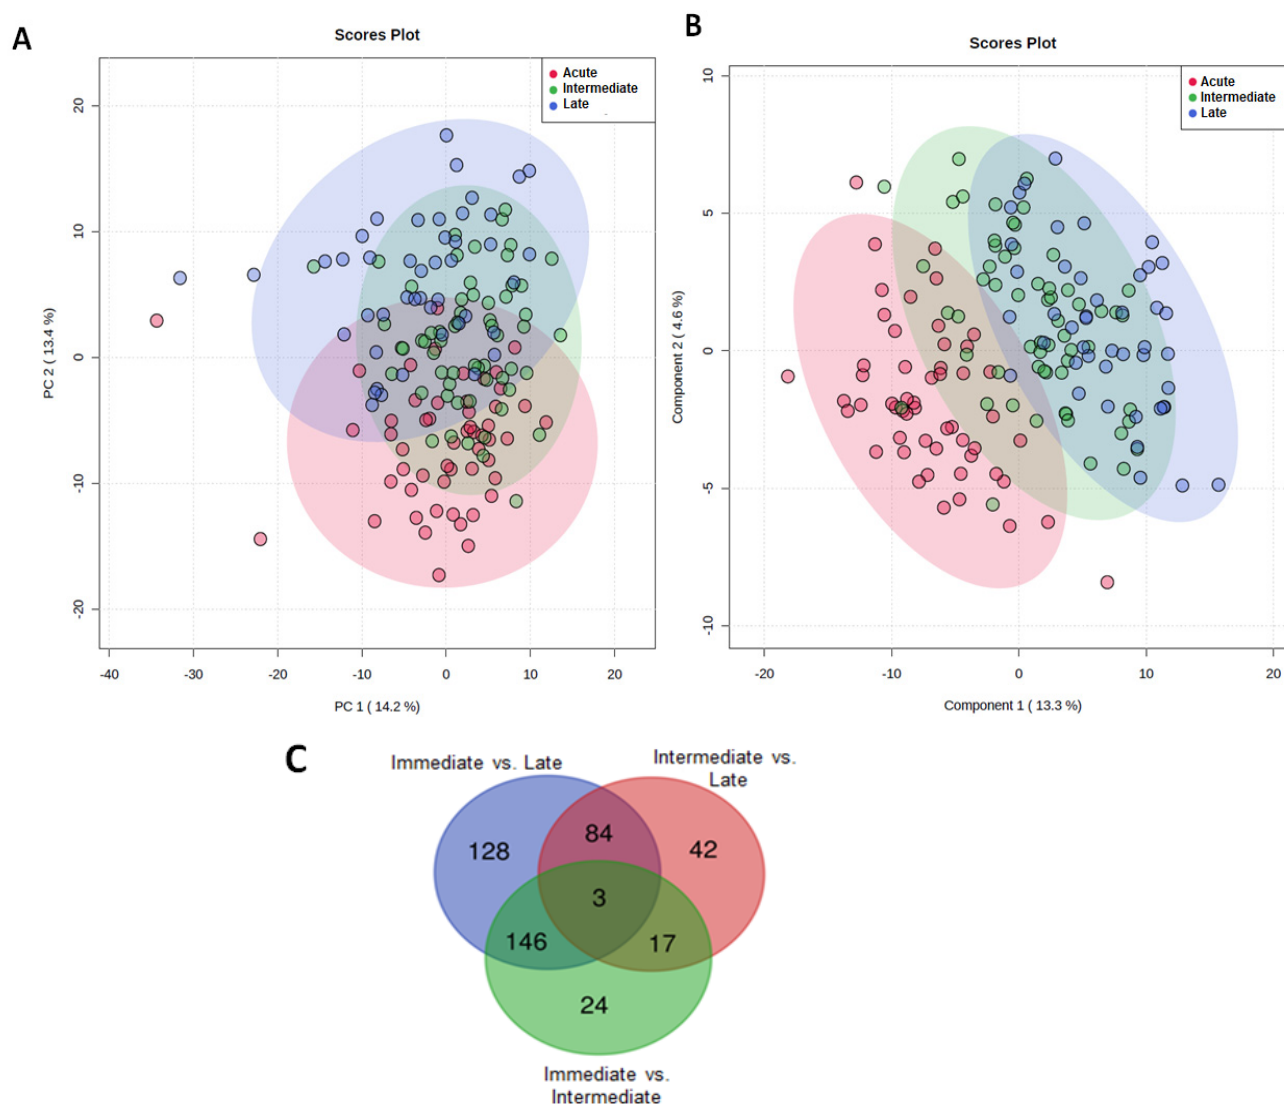 A
Scores Plot
Acute
Intermediate
Late
20
10
0
-10
-20
PC 2 ( 13.4 %)
-40
-30
-20
-10
0
10
20
PC 1 ( 14.2 %)
B
Scores Plot
Acute
Intermediate
Late
10
5
0
-5
-10
Component 2 ( 4.6 %)
-20
-10
0
10
20
Component 1 ( 13.3 %)
C
Immediate vs. Late
Intermediate vs.
Late
128
84
42
3
146
17
24
Immediate vs.
Intermediate